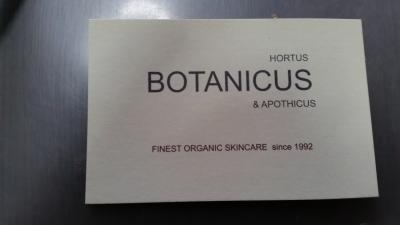 HORTUS
BOTANICUS
& APOTHICUS
FINEST ORGANIC SKINCARE since 1992